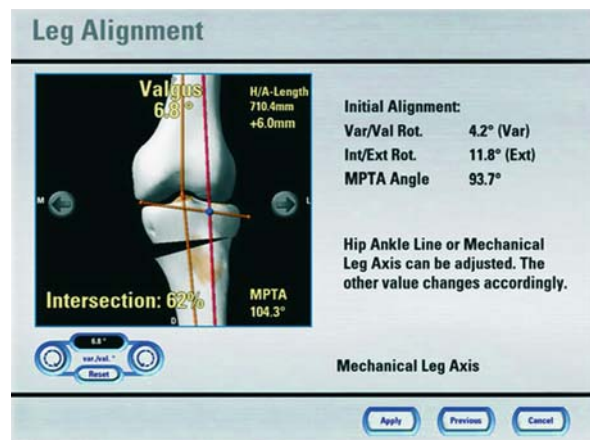 Leg Alignment
Valgus
6.8°
H/A-Length
710.4mm
+6.0mm
M
L
Intersection: 62%
MPTA
104.3°
D
6.8°
var./val. °
Reset
Initial Alignment:
Var/Val Rot. 4.2° (Var)
Int/Ext Rot. 11.8° (Ext)
MPTA Angle 93.7°
Hip Ankle Line or Mechanical
Leg Axis can be adjusted. The
other value changes accordingly.
Mechanical Leg Axis
Apply
Previous
Cancel